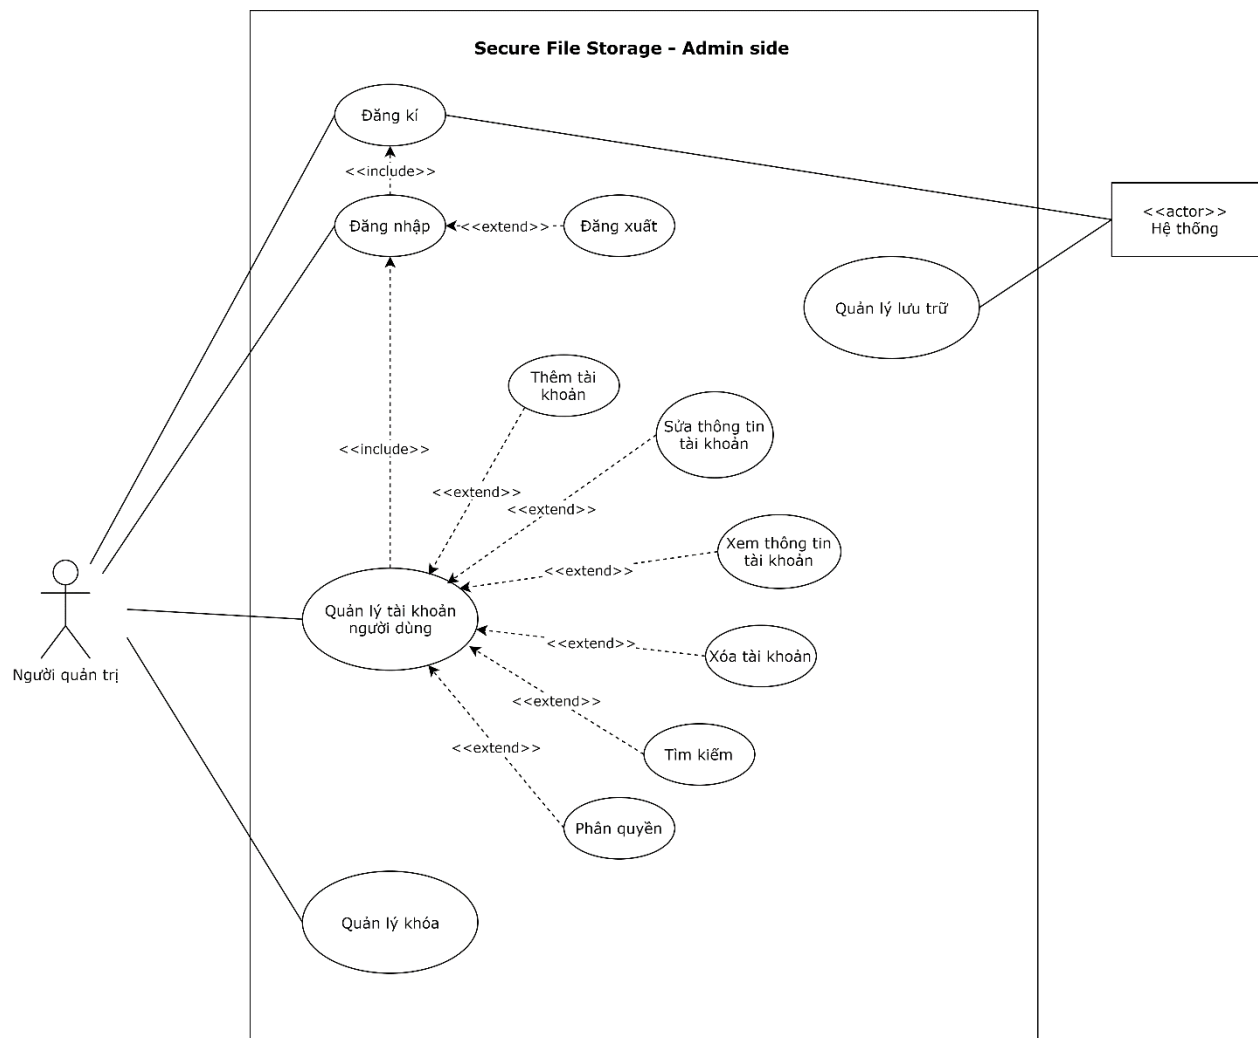 Secure File Storage - Admin side
Đăng kí
<<include>>
Đăng nhập
<<extend>>
Đăng xuất
<<actor>>
Hệ thống
Quản lý lưu trữ
Thêm tài
khoản
Sửa thông tin
tài khoản
<<include>>
<<extend>>
<<extend>>
Xem thông tin
tài khoản
<<extend>>
Quản lý tài khoản
người dùng
<<extend>>
Xóa tài khoản
Người quản trị
<<extend>>
Tìm kiếm
<<extend>>
Phân quyền
Quản lý khóa